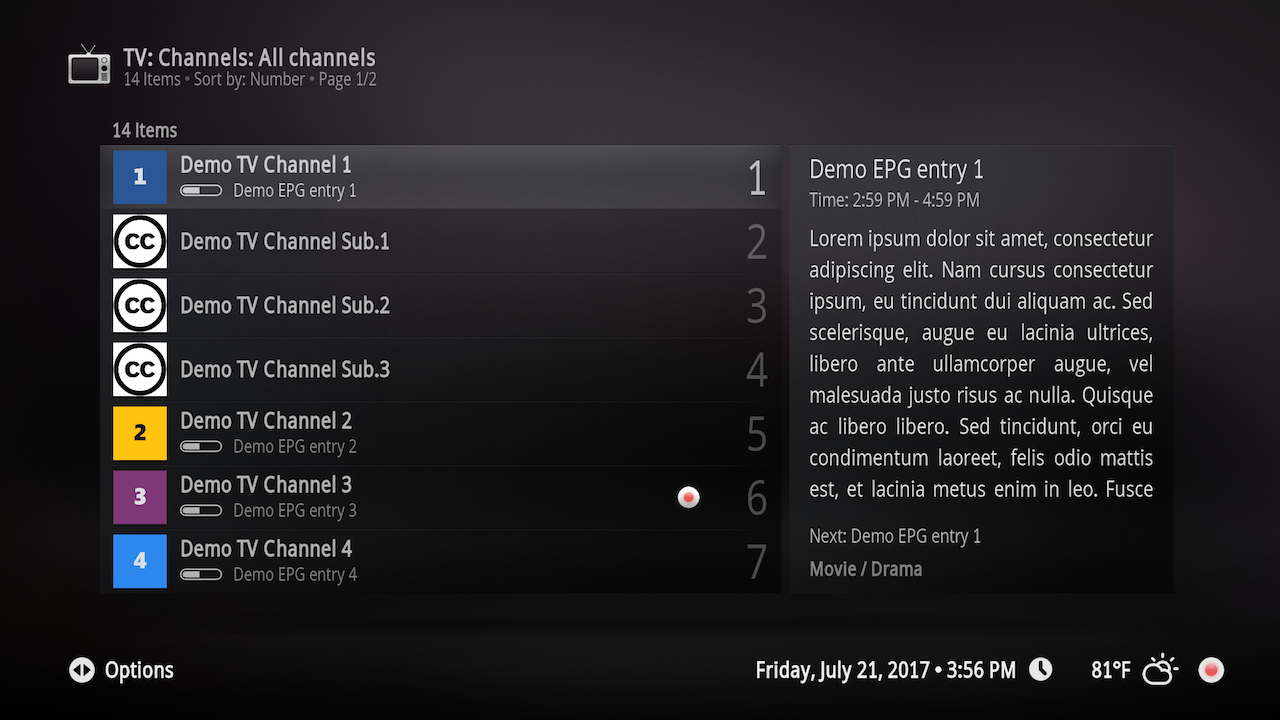 TV: Channels: All channels
14 Items • Sort by: Number • Page 1/2
14 Items
1 Demo TV Channel 1 1
Demo EPG entry 1
CC Demo TV Channel Sub.1 2
CC Demo TV Channel Sub.2 3
CC Demo TV Channel Sub.3 4
2 Demo TV Channel 2 5
Demo EPG entry 2
3 Demo TV Channel 3 6
Demo EPG entry 3
4 Demo TV Channel 4 7
Demo EPG entry 4
Demo EPG entry 1
Time: 2:59 PM - 4:59 PM
Lorem ipsum dolor sit amet, consectetur
adipiscing elit. Nam cursus consectetur
ipsum, eu tincidunt dui aliquam ac. Sed
scelerisque, augue eu lacinia ultrices,
libero ante ullamcorper augue, vel
malesuada justo risus ac nulla. Quisque
ac libero libero. Sed tincidunt, orci eu
condimentum laoreet, felis odio mattis
est, et lacinia metus enim in leo. Fusce
Next: Demo EPG entry 1
Movie / Drama
Options
Friday, July 21, 2017 • 3:56 PM
81°F